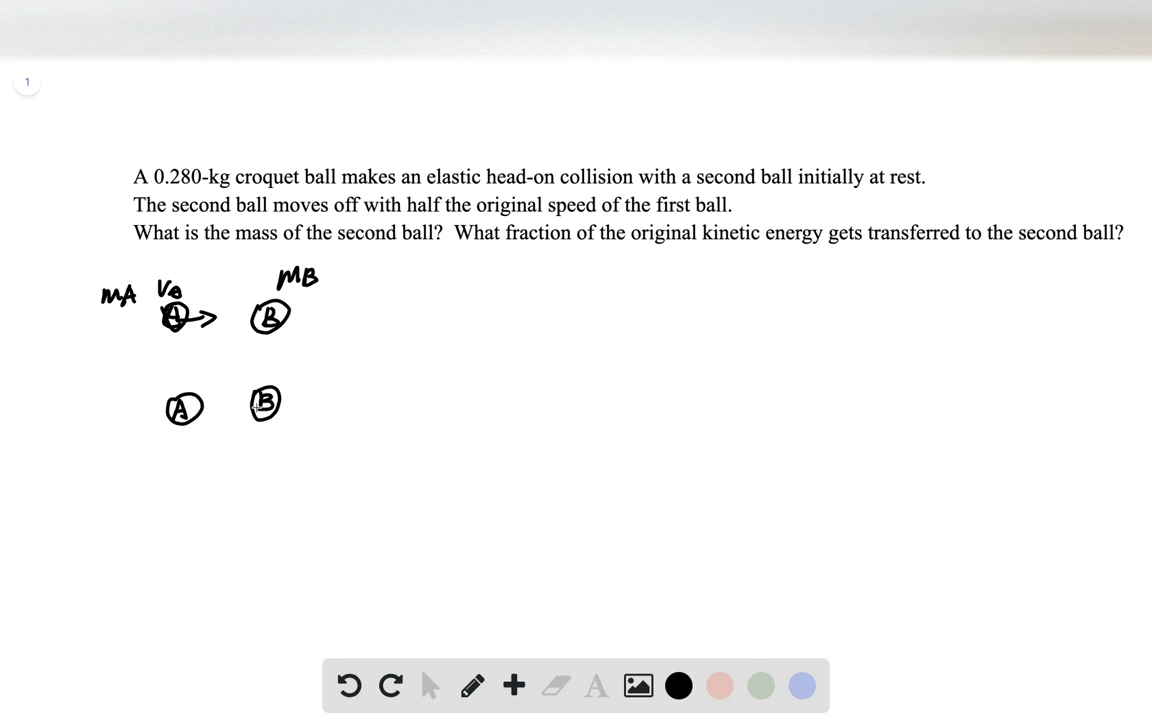 1
A 0.280-kg croquet ball makes an elastic head-on collision with a second ball initially at rest.
The second ball moves off with half the original speed of the first ball.
What is the mass of the second ball? What fraction of the original kinetic energy gets transferred to the second ball?
MB
mA
A B
A B
A